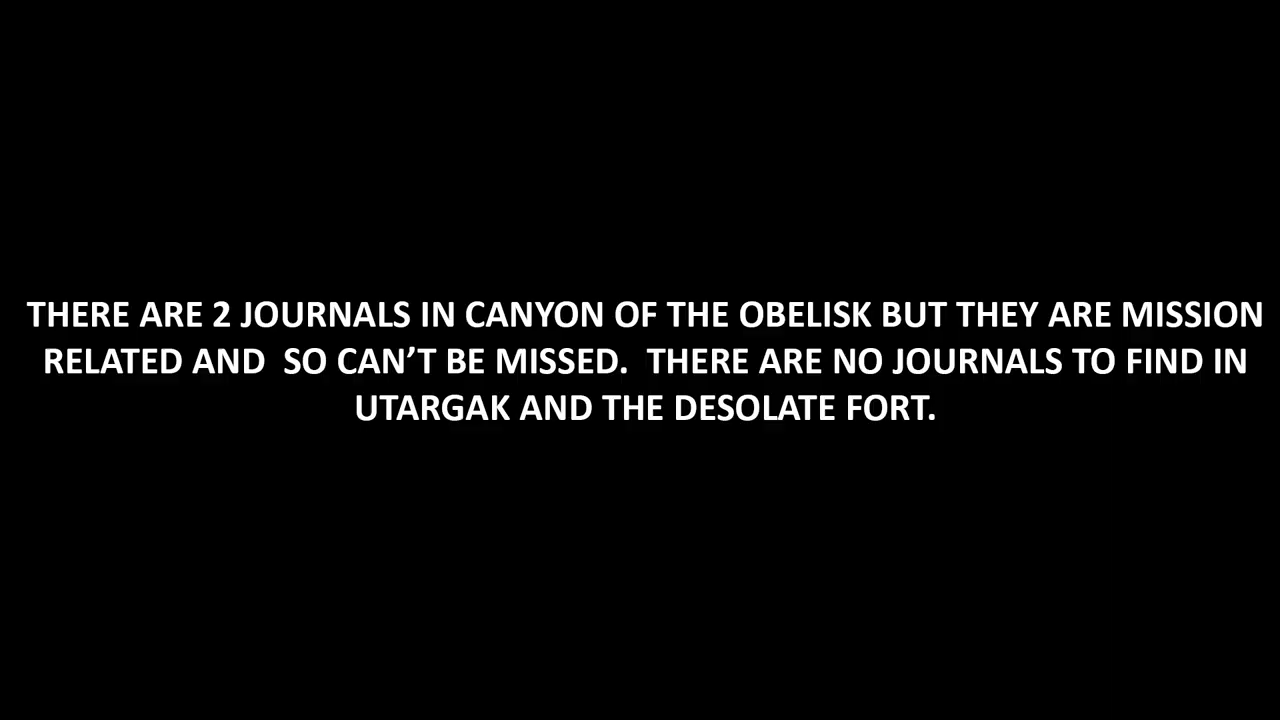 THERE ARE 2 JOURNALS IN CANYON OF THE OBELISK BUT THEY ARE MISSION
RELATED AND  SO CAN’T BE MISSED.  THERE ARE NO JOURNALS TO FIND IN
UTARGAK AND THE DESOLATE FORT.